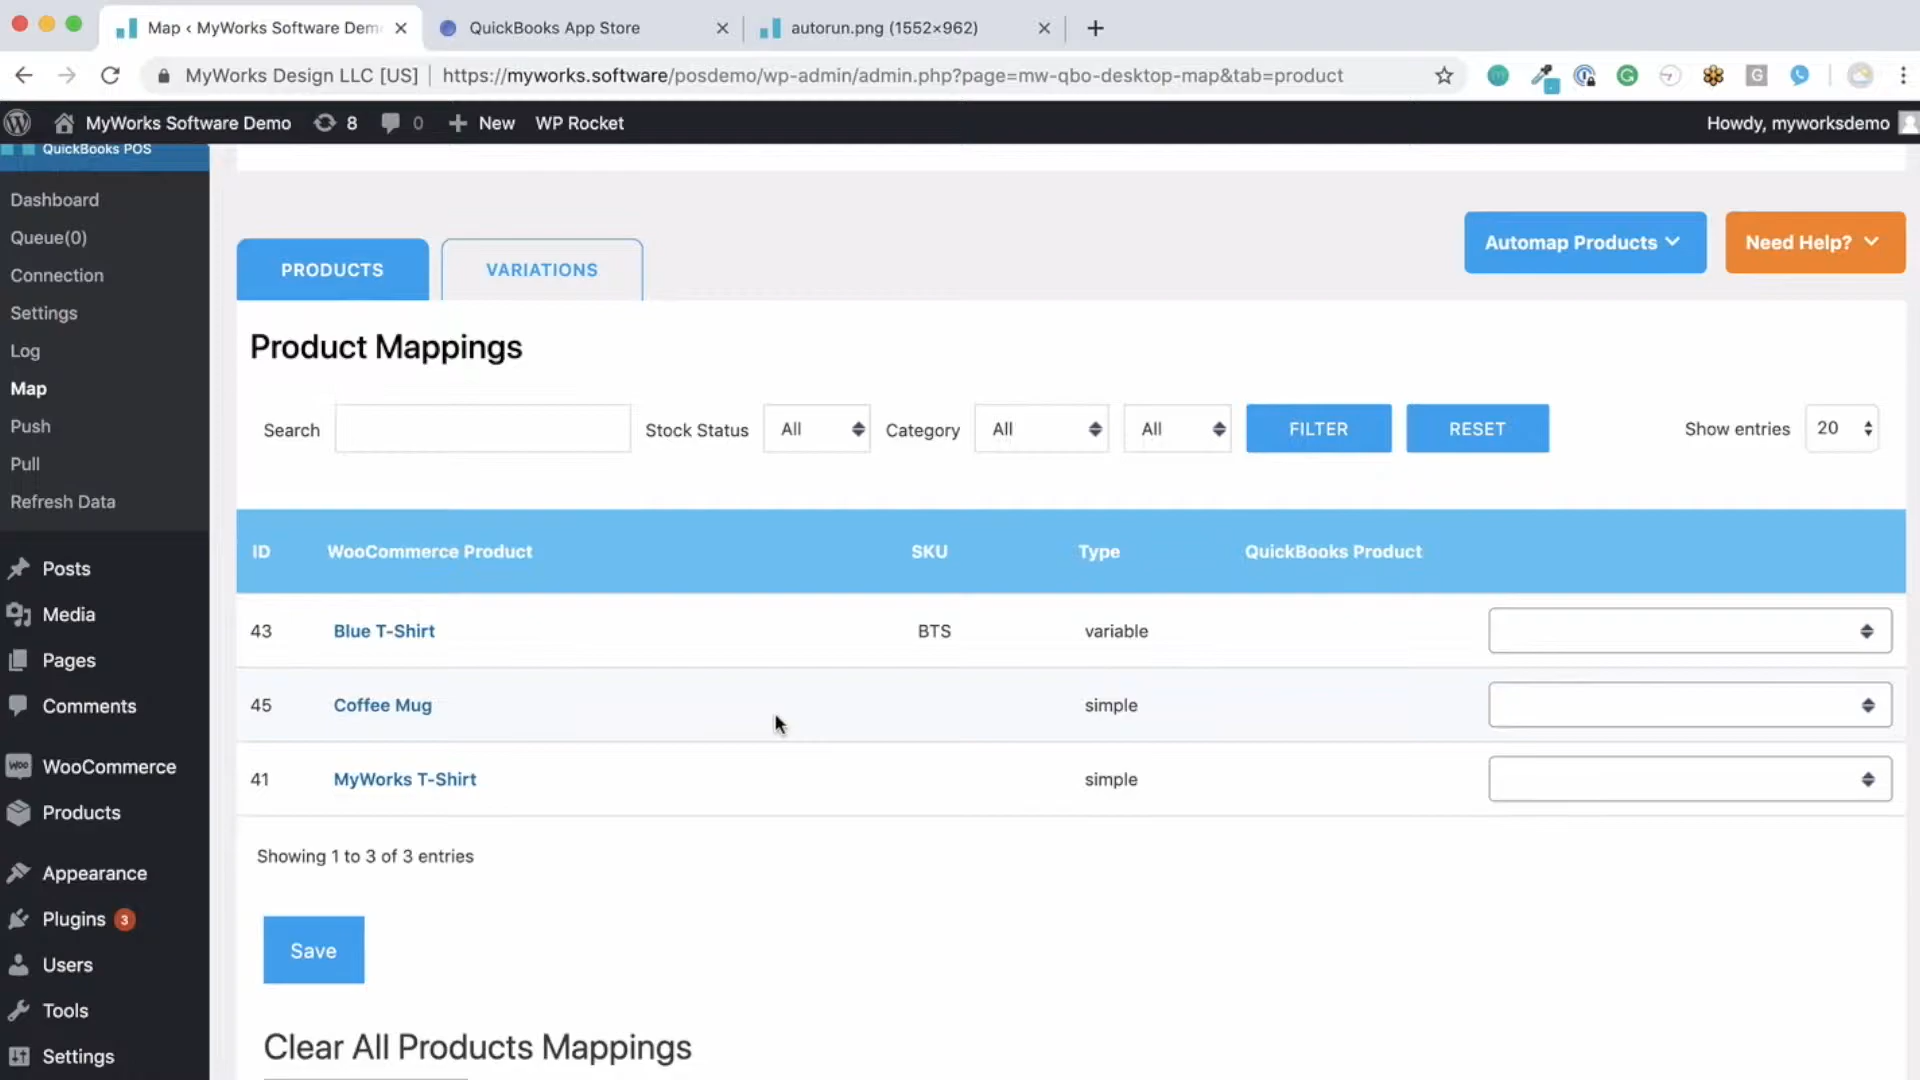 Map ‹ MyWorks Software Dem
QuickBooks App Store
autorun.png (1552×962)
MyWorks Design LLC [US]
https://myworks.software/posdemo/wp-admin/admin.php?page=mw-qbo-desktop-map&tab=product
MyWorks Software Demo
8
0
New
WP Rocket
Howdy, myworksdemo
QuickBooks POS
Dashboard
Queue(0)
Connection
Settings
Log
Map
Push
Pull
Refresh Data
Posts
Media
Pages
Comments
WooCommerce
Products
Appearance
Plugins 3
Users
Tools
Settings
PRODUCTS
VARIATIONS
Automap Products
Need Help?
Product Mappings
Search
Stock Status
All
Category
All
All
FILTER
RESET
Show entries
20
ID WooCommerce Product SKU Type QuickBooks Product
43 Blue T-Shirt BTS variable
45 Coffee Mug simple
41 MyWorks T-Shirt simple
Showing 1 to 3 of 3 entries
Save
Clear All Products Mappings